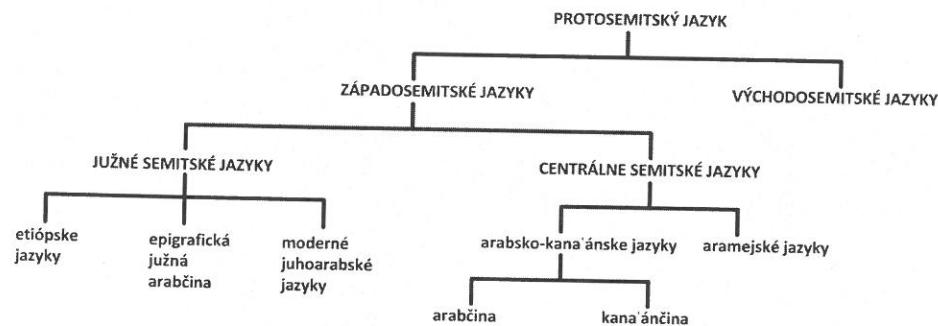 PROTOSEMITSKÝ JAZYK
ZÁPADOSEMITSKÉ JAZYKY
VÝCHODOSEMITSKÉ JAZYKY
JUŽNÉ SEMITSKÉ JAZYKY
CENTRÁLNE SEMITSKÉ JAZYKY
etiópske
jazyky
epigrafická
južná
arabčina
moderné
juhoarabské
jazyky
arabsko-kanaʿánske jazyky
aramejské jazyky
arabčina
kanaʿánčina